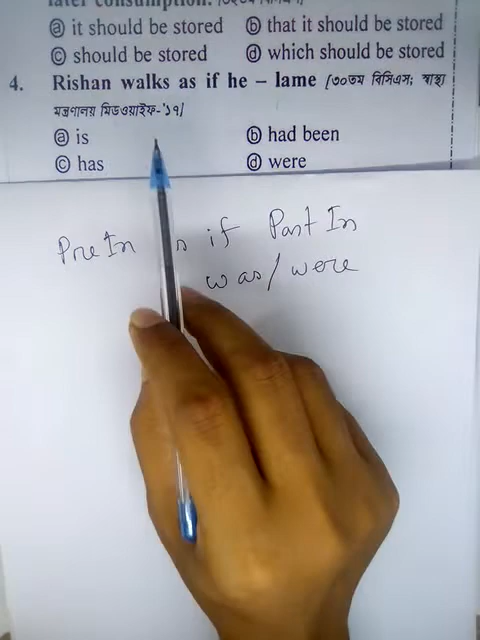 later consumption.
ⓐ it should be stored ⓑ that it should be stored
ⓒ should be stored ⓓ which should be stored
4. Rishan walks as if he – lame [৩০তম বিসিএস; স্বাস্থ্য
মন্ত্রণালয় মিডওয়াইফ-'১৭]
ⓐ is ⓑ had been
ⓒ has ⓓ were
Pre In if Past In
was/were